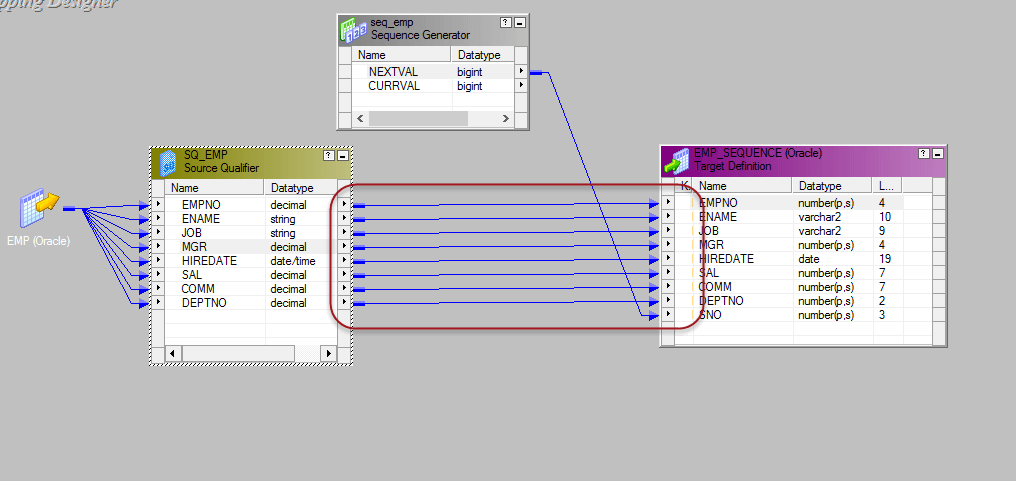 pping Designer
seq_emp
Sequence Generator
Name Datatype
NEXTVAL bigint
CURRVAL bigint
SQ_EMP
Source Qualifier
Name Datatype
EMPNO decimal
ENAME string
JOB string
MGR decimal
HIREDATE date/time
SAL decimal
COMM decimal
DEPTNO decimal
EMP (Oracle)
EMP_SEQUENCE (Oracle)
Target Definition
K Name Datatype L...
EMPNO number(p,s) 4
ENAME varchar2 10
JOB varchar2 9
MGR number(p,s) 4
HIREDATE date 19
SAL number(p,s) 7
COMM number(p,s) 7
DEPTNO number(p,s) 2
SNO number(p,s) 3